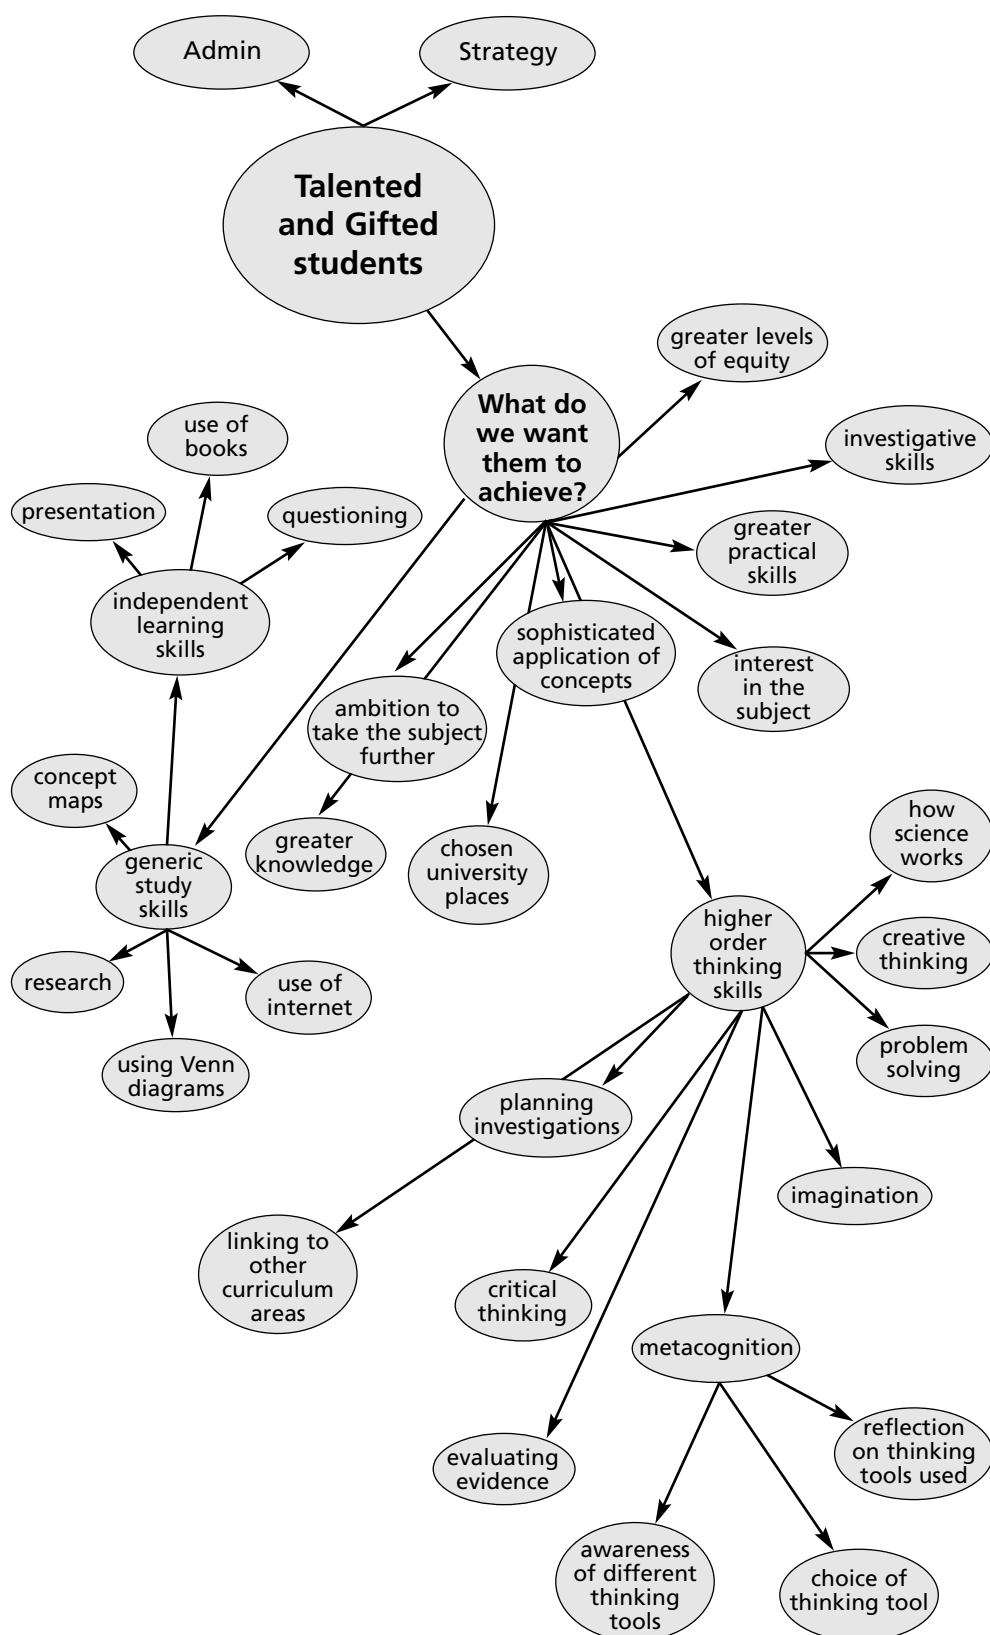 Admin
Strategy
Talented
and Gifted
students
greater levels
of equity
What do
we want
them to
achieve?
use of
books
investigative
skills
presentation
questioning
greater
practical
skills
independent
learning
skills
sophisticated
application of
concepts
interest
in the
subject
ambition to
take the subject
further
concept
maps
greater
knowledge
chosen
university
places
how
science
works
generic
study
skills
higher
order
thinking
skills
creative
thinking
research
use of
internet
problem
solving
using Venn
diagrams
planning
investigations
imagination
linking to
other
curriculum
areas
critical
thinking
metacognition
reflection
on thinking
tools used
evaluating
evidence
awareness
of different
thinking
tools
choice of
thinking tool